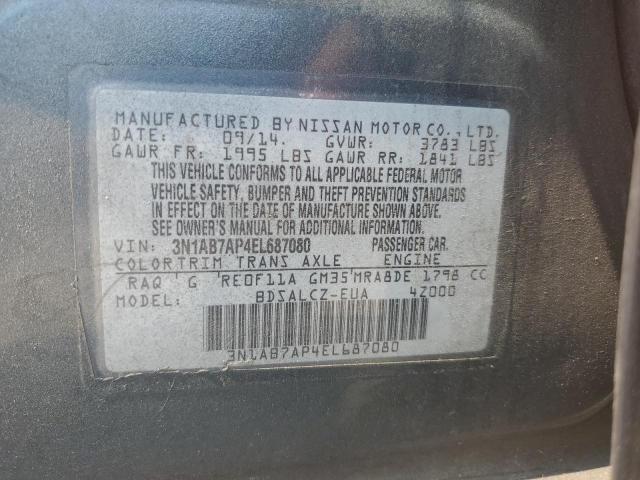 MANUFACTURED BY NISSAN MOTOR CO., LTD.
DATE: 09/14. GVWR: 3783 LBS
GAWR FR: 1995 LBS GAWR RR: 1841 LBS
THIS VEHICLE CONFORMS TO ALL APPLICABLE FEDERAL MOTOR
VEHICLE SAFETY, BUMPER AND THEFT PREVENTION STANDARDS
IN EFFECT ON THE DATE OF MANUFACTURE SHOWN ABOVE.
SEE OWNER'S MANUAL FOR ADDITIONAL INFORMATION.
VIN: 3N1AB7AP4EL687080 PASSENGER CAR.
COLOR TRIM TRANS AXLE ENGINE
RAQ G RE0F11A GM35 MRA8DE 1798 CC
MODEL: BDSALCZ-EUA 4Z000
3N1AB7AP4EL687080